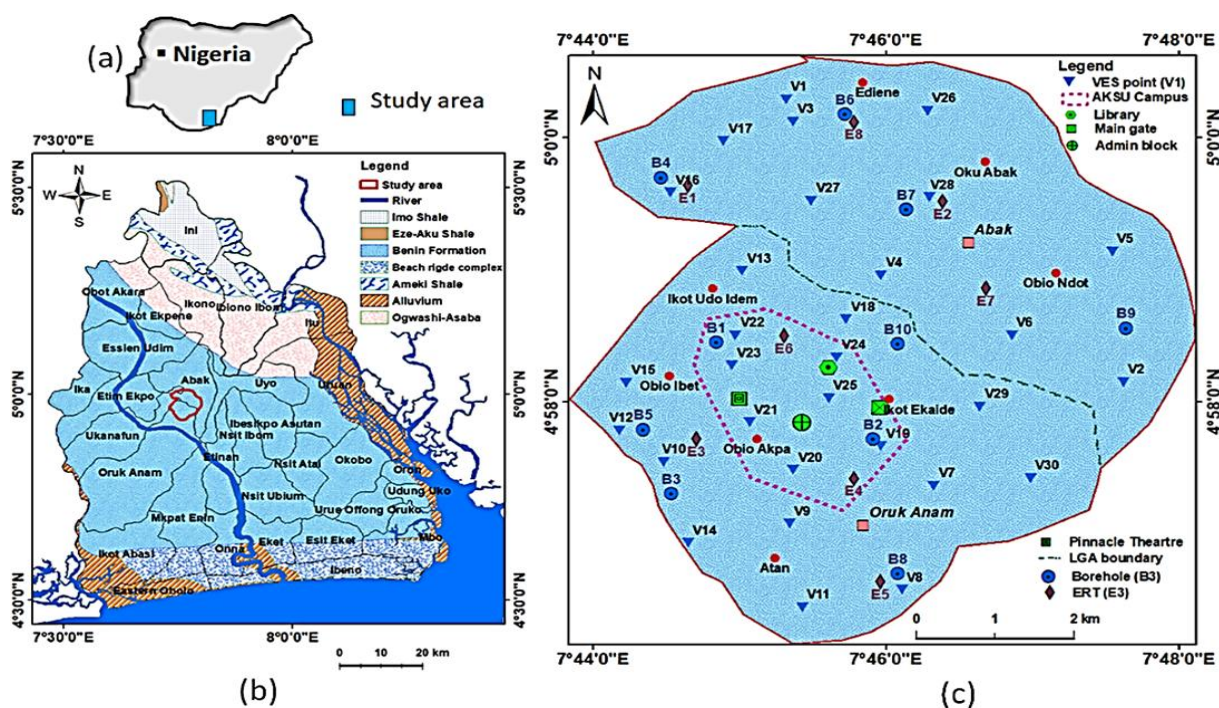 (a)
Nigeria
Study area
7°30'0"E
8°0'0"E
N
W
E
S
5°30'0"N
5°0'0"N
4°30'0"N
Legend
Study area
River
Imo Shale
Eze-Aku Shale
Benin Formation
Beach rigde complex
Ameki Shale
Alluvium
Ogwashi-Asaba
Ini
Obot Akara
Ikono
Ibiono Ibom
Ikot Ekpene
Itu
Essien Udim
Uyo
Uruan
Ika
Abak
Etim Ekpo
Ibesikpo Asutan
Ukanafun
Nsit Ibom
Etinan
Okobo
Oron
Oruk Anam
Nsit Atai
Udung Uko
Nsit Ubium
Urue Offong Oruko
Mkpat Enin
Mbo
Ikot Abasi
Onna
Eket
Esit Eket
Ibeno
Eastern Obolo
5°30'0"N
5°0'0"N
4°30'0"N
7°30'0"E
8°0'0"E
0 10 20 km
(b)
7°44'0"E
7°46'0"E
7°48'0"E
N
5°0'0"N
4°58'0"N
Legend
VES point (V1)
AKSU Campus
Library
Main gate
Admin block
Ediene
V1
B6
V26
V3
E8
V17
Oku Abak
B4
V16
E1
V27
B7
V28
E2
Abak
V5
V13
V4
Obio Ndot
Ikot Udo Idem
E7
V18
B9
V22
B1
E6
B10
V6
V24
V23
V15
Obio Ibet
V25
V2
Ikot Ekaide
V29
V12
B5
V21
B2
V19
V10
E3
Obio Akpa
V20
B3
E4
V7
V30
V9
Oruk Anam
V14
Atan
B8
E5
V8
V11
Pinnacle Theartre
LGA boundary
Borehole (B3)
ERT (E3)
0 1 2 km
5°0'0"N
4°58'0"N
7°44'0"E
7°46'0"E
7°48'0"E
(c)